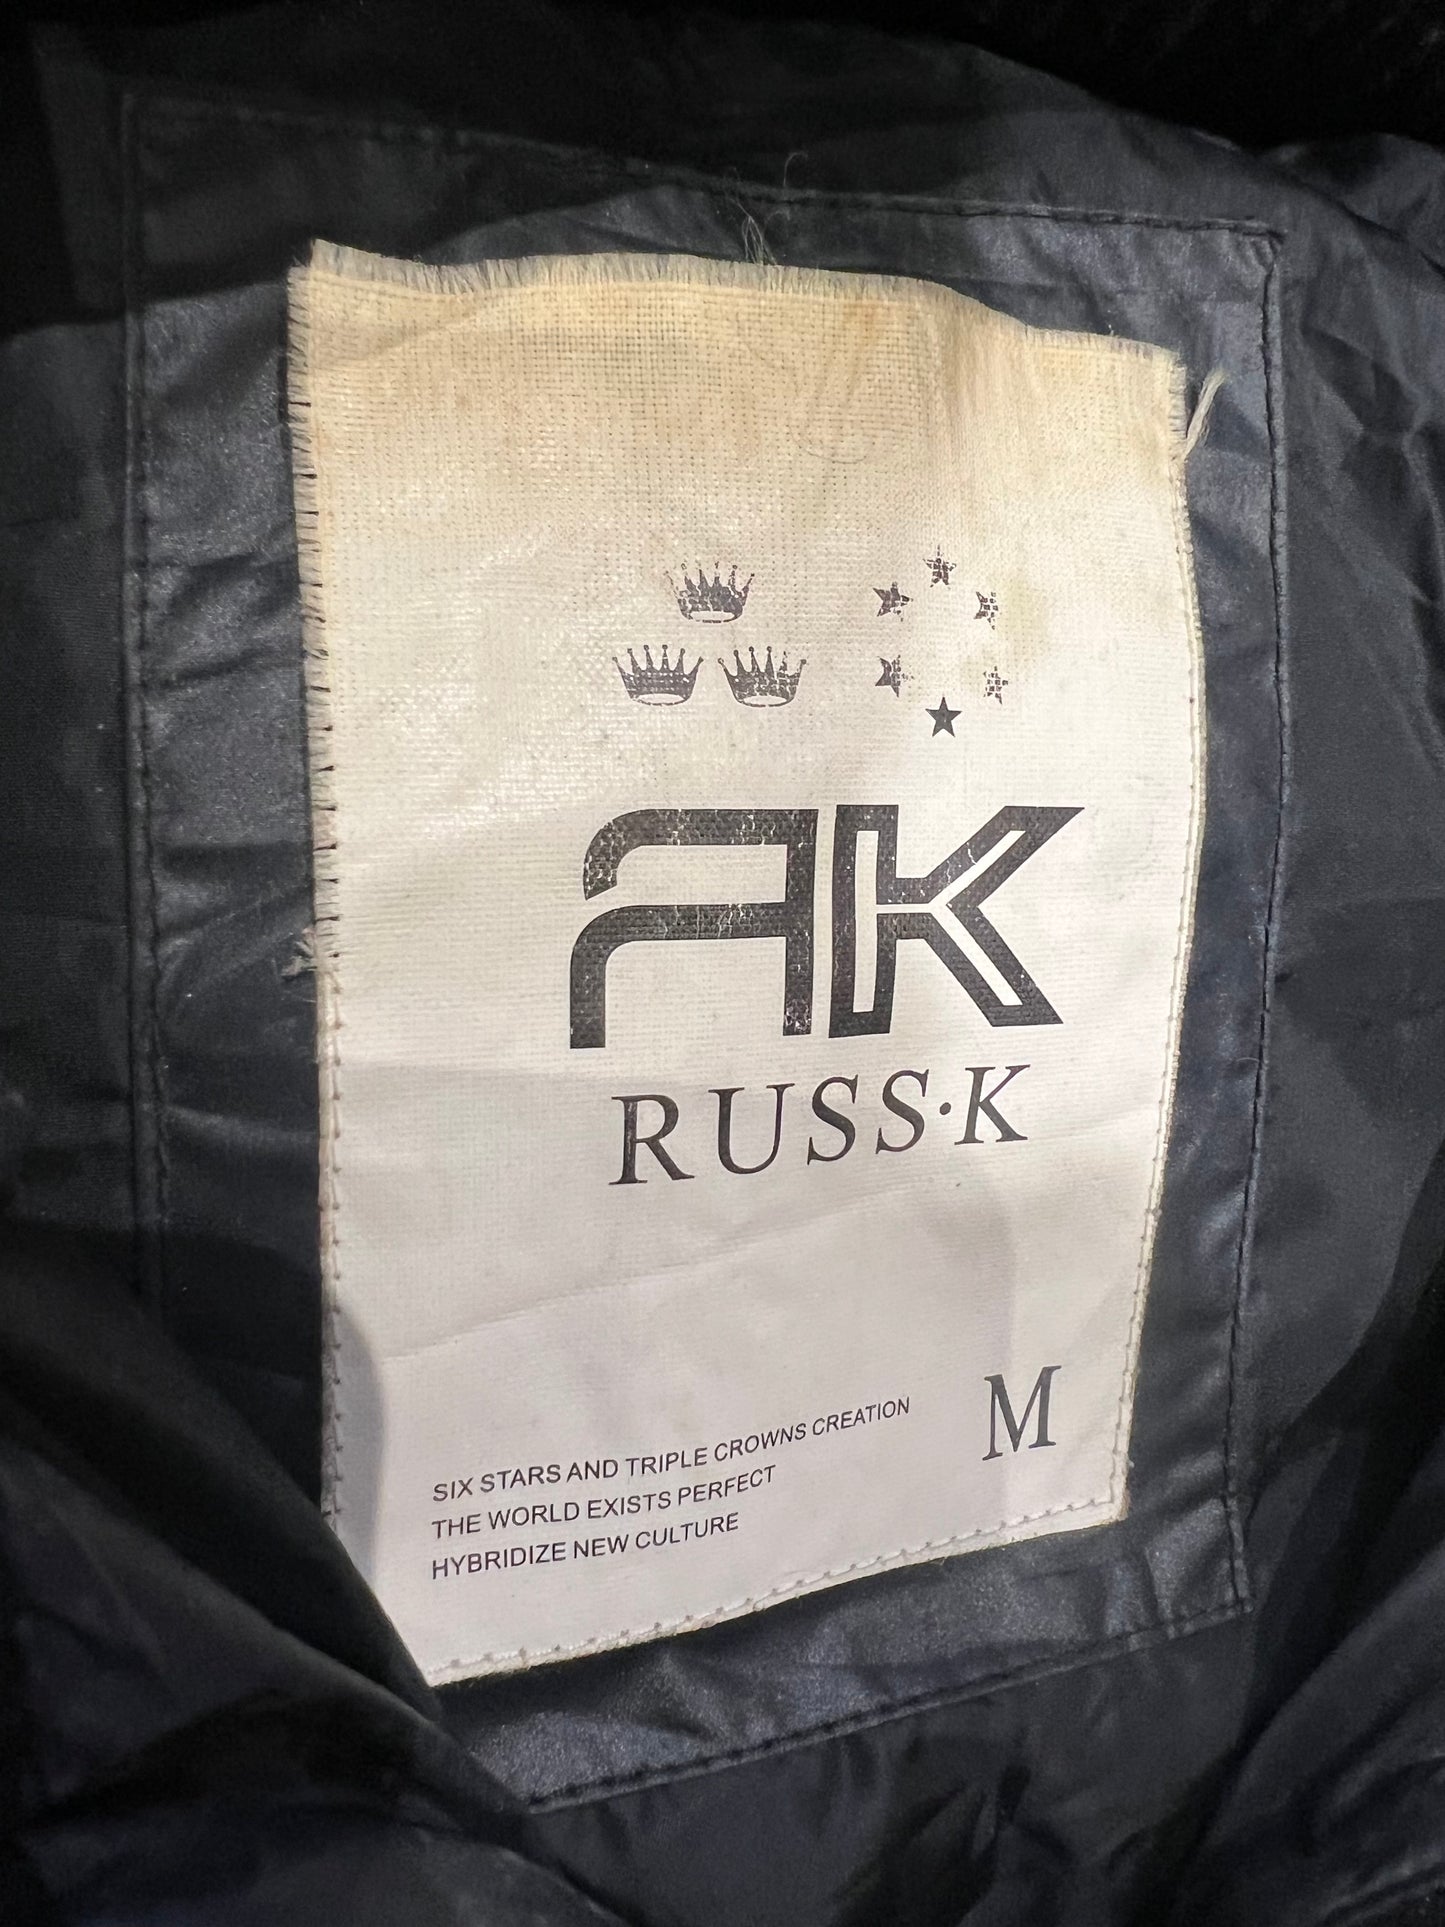 RK
RUSS·K
M
SIX STARS AND TRIPLE CROWNS CREATION
THE WORLD EXISTS PERFECT
HYBRIDIZE NEW CULTURE